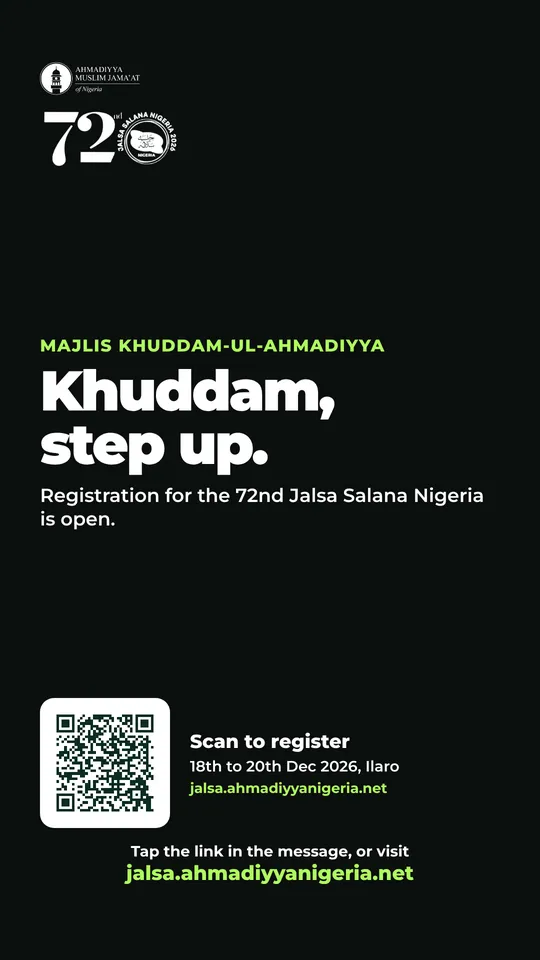 AHMADIYYA
MUSLIM JAMA'AT
of Nigeria
72nd
JALSA SALANA NIGERIA 2026
NIGERIA
MAJLIS KHUDDAM-UL-AHMADIYYA
Khuddam,
step up.
Registration for the 72nd Jalsa Salana Nigeria
is open.
Scan to register
18th to 20th Dec 2026, Ilaro
jalsa.ahmadiyyanigeria.net
Tap the link in the message, or visit
jalsa.ahmadiyyanigeria.net